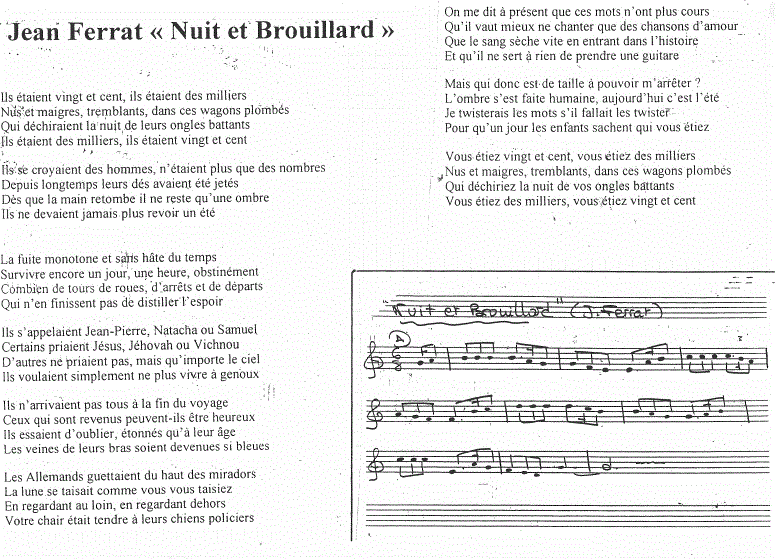 Jean Ferrat « Nuit et Brouillard »
Ils étaient vingt et cent, ils étaient des milliers
Nus et maigres, tremblants, dans ces wagons plombés
Qui déchiraient la nuit de leurs ongles battants
Ils étaient des milliers, ils étaient vingt et cent
Ils se croyaient des hommes, n'étaient plus que des nombres
Depuis longtemps leurs dés avaient été jetés
Dès que la main retombe il ne reste qu'une ombre
Ils ne devaient jamais plus revoir un été
La fuite monotone et sans hâte du temps
Survivre encore un jour, une heure, obstinément
Combien de tours de roues, d'arrêts et de départs
Qui n'en finissent pas de distiller l'espoir
Ils s'appelaient Jean-Pierre, Natacha ou Samuel
Certains priaient Jésus, Jéhovah ou Vichnou
D'autres ne priaient pas, mais qu'importe le ciel
Ils voulaient simplement ne plus vivre à genoux
Ils n'arrivaient pas tous à la fin du voyage
Ceux qui sont revenus peuvent-ils être heureux
Ils essaient d'oublier, étonnés qu'à leur âge
Les veines de leurs bras soient devenues si bleues
Les Allemands guettaient du haut des miradors
La lune se taisait comme vous vous taisiez
En regardant au loin, en regardant dehors
Votre chair était tendre à leurs chiens policiers
On me dit à présent que ces mots n'ont plus cours
Qu'il vaut mieux ne chanter que des chansons d'amour
Que le sang sèche vite en entrant dans l'histoire
Et qu'il ne sert à rien de prendre une guitare
Mais qui donc est de taille à pouvoir m'arrêter ?
L'ombre s'est faite humaine, aujourd'hui c'est l'été
Je twisterais les mots s'il fallait les twister
Pour qu'un jour les enfants sachent qui vous étiez
Vous étiez vingt et cent, vous étiez des milliers
Nus et maigres, tremblants, dans ces wagons plombés
Qui déchiriez la nuit de vos ongles battants
Vous étiez des milliers, vous étiez vingt et cent
"Nuit et Brouillard" (J. Ferrat)
A
6
8